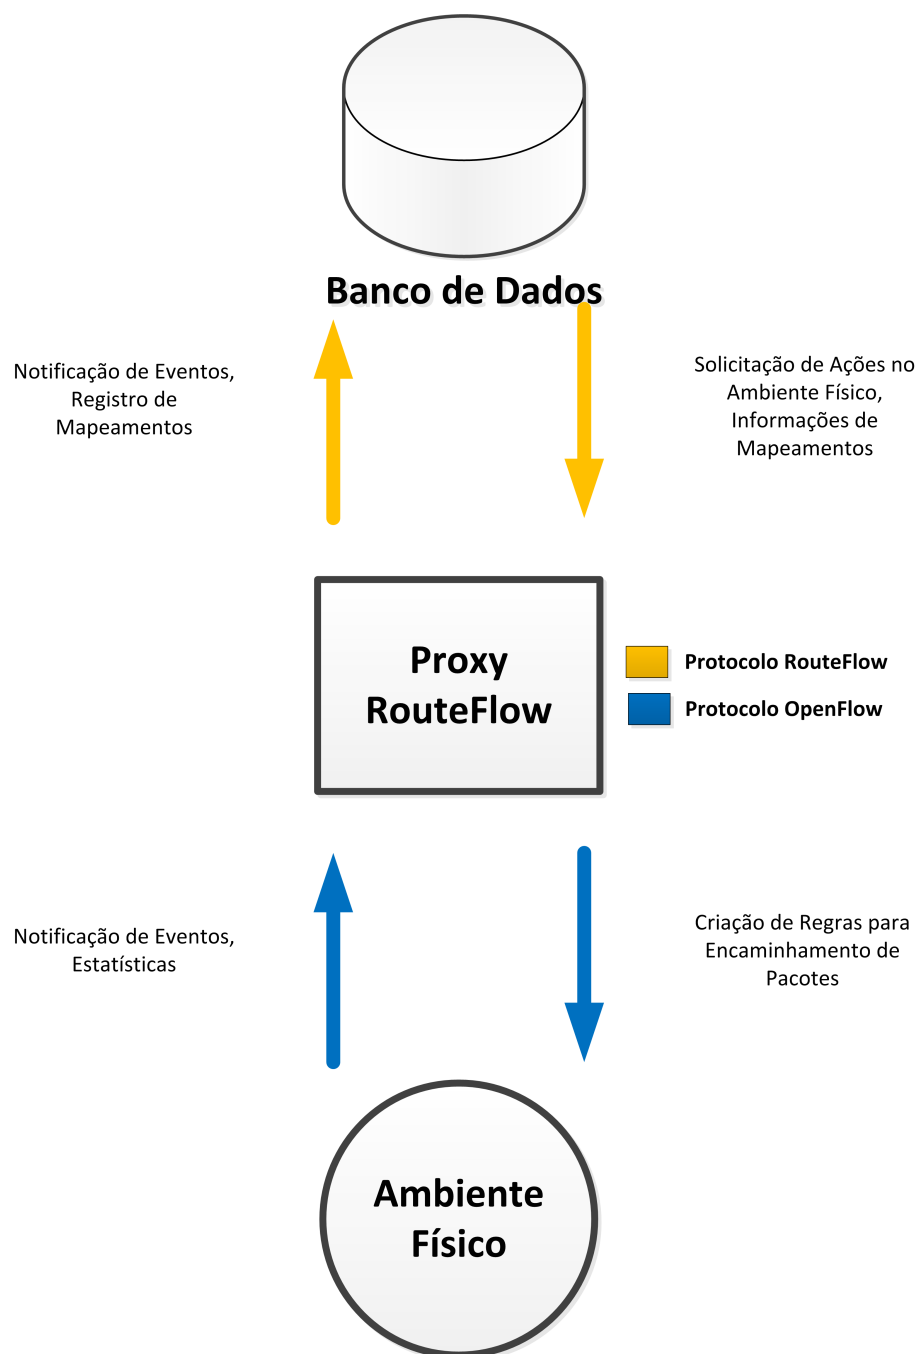 Banco de Dados
Notificação de Eventos,
Registro de
Mapeamentos
Solicitação de Ações no
Ambiente Físico,
Informações de
Mapeamentos
Proxy
RouteFlow
Protocolo RouteFlow
Protocolo OpenFlow
Notificação de Eventos,
Estatísticas
Criação de Regras para
Encaminhamento de
Pacotes
Ambiente
Físico